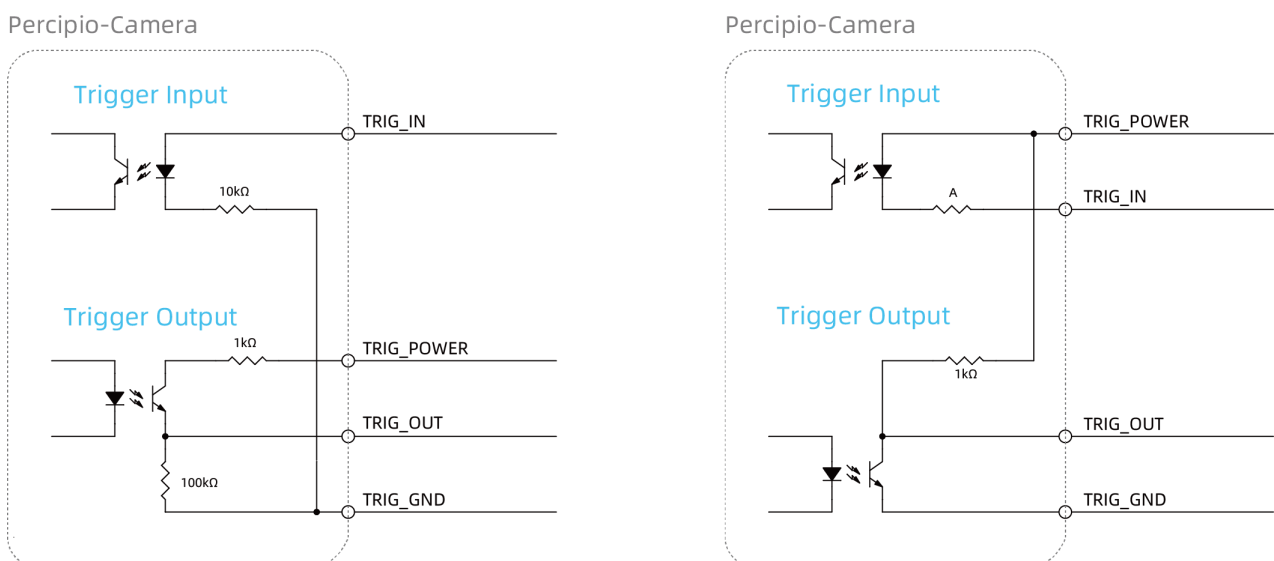 Percipio-Camera
Trigger Input
TRIG_IN
10kΩ
Trigger Output
1kΩ
TRIG_POWER
TRIG_OUT
100kΩ
TRIG_GND
Percipio-Camera
Trigger Input
TRIG_POWER
A
TRIG_IN
Trigger Output
1kΩ
TRIG_OUT
TRIG_GND